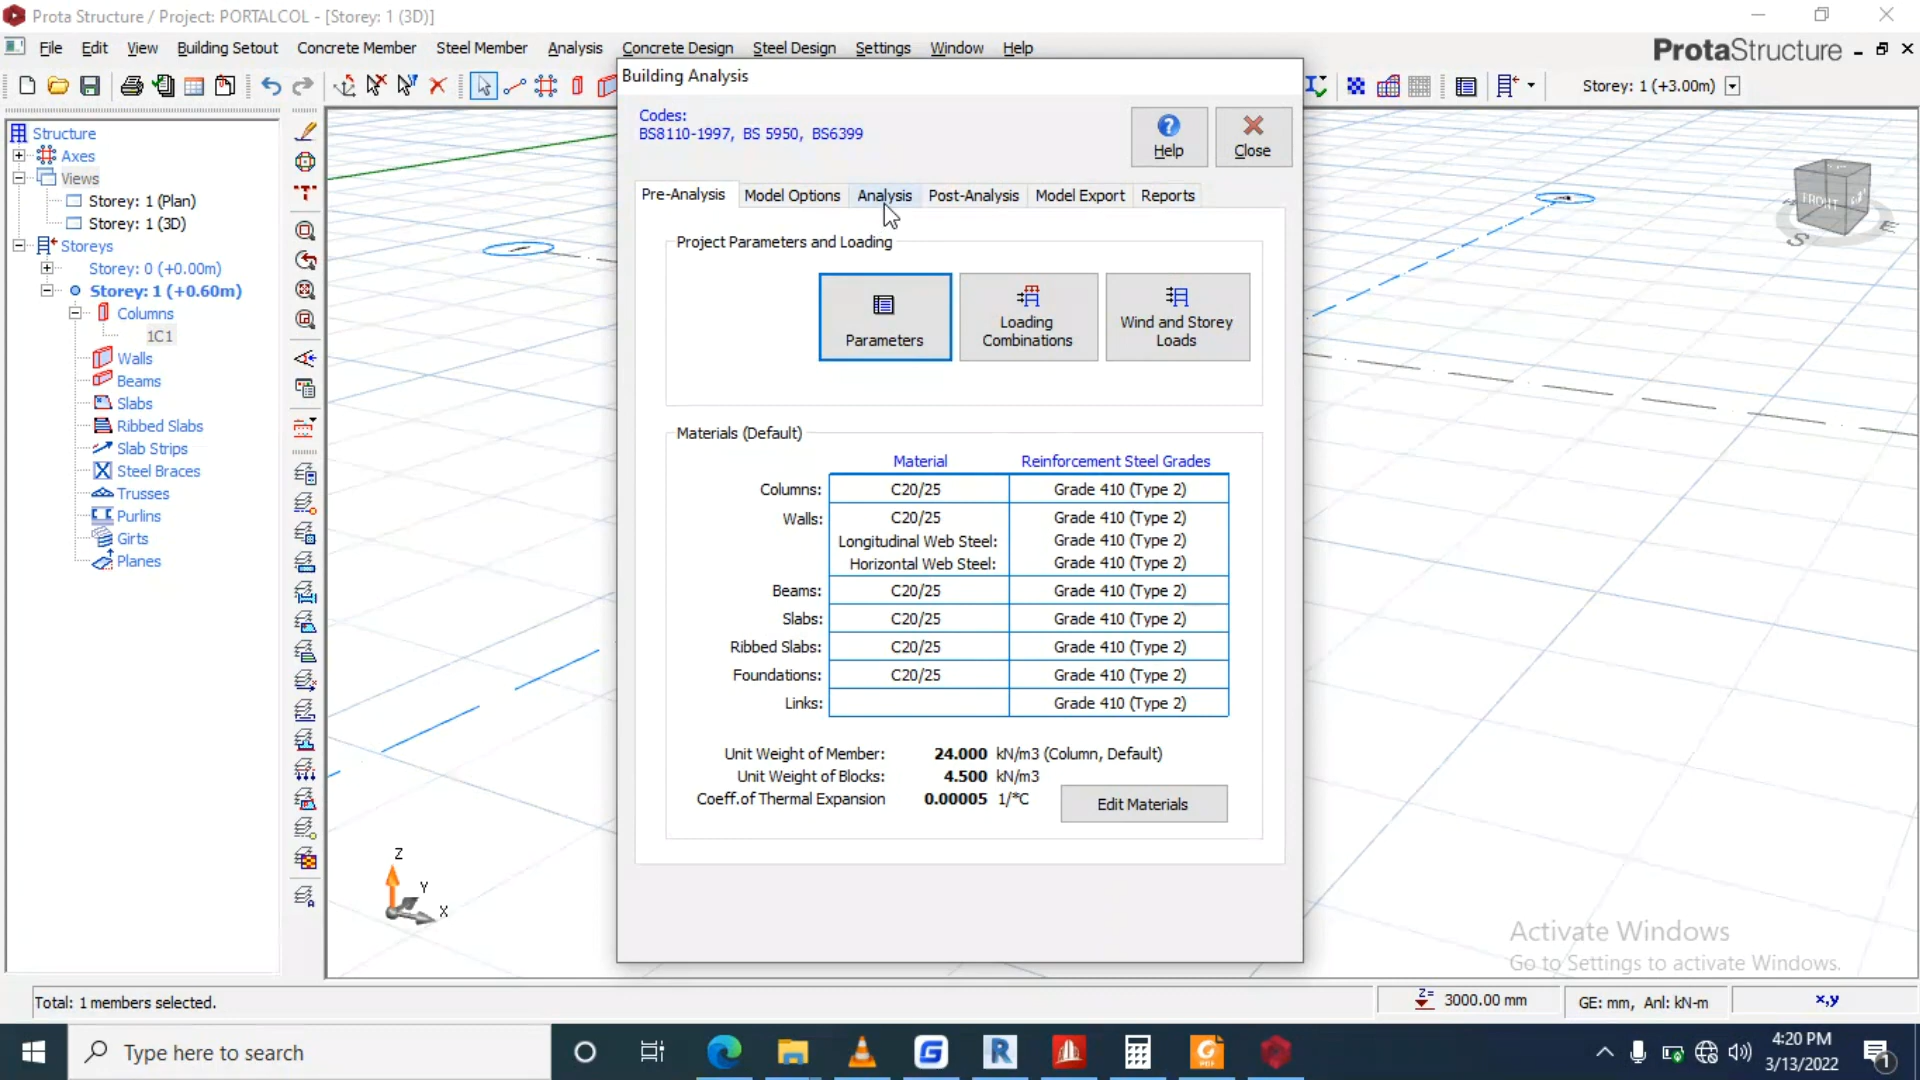 Prota Structure / Project: PORTALCOL - [Storey: 1 (3D)]
File Edit View Building Setout Concrete Member Steel Member Analysis Concrete Design Steel Design Settings Window Help
ProtaStructure
Storey: 1 (+3.00m)
Structure
Axes
Views
Storey: 1 (Plan)
Storey: 1 (3D)
Storeys
Storey: 0 (+0.00m)
Storey: 1 (+0.60m)
Columns
1C1
Walls
Beams
Slabs
Ribbed Slabs
Slab Strips
Steel Braces
Trusses
Purlins
Girts
Planes
Building Analysis
Codes:
BS8110-1997, BS 5950, BS6399
Help
Close
Pre-Analysis Model Options Analysis Post-Analysis Model Export Reports
Project Parameters and Loading
Parameters
Loading
Combinations
Wind and Storey
Loads
Materials (Default)
Material Reinforcement Steel Grades
Columns: C20/25 Grade 410 (Type 2)
Walls: C20/25 Grade 410 (Type 2)
Longitudinal Web Steel: Grade 410 (Type 2)
Horizontal Web Steel: Grade 410 (Type 2)
Beams: C20/25 Grade 410 (Type 2)
Slabs: C20/25 Grade 410 (Type 2)
Ribbed Slabs: C20/25 Grade 410 (Type 2)
Foundations: C20/25 Grade 410 (Type 2)
Links: Grade 410 (Type 2)
Unit Weight of Member: 24.000 kN/m3 (Column, Default)
Unit Weight of Blocks: 4.500 kN/m3
Coeff.of Thermal Expansion 0.00005 1/*C
Edit Materials
FRONT
S
E
Z
Y
X
Activate Windows
Go to Settings to activate Windows.
Total: 1 members selected.
Z= 3000.00 mm
GE: mm, Anl: kN-m
x,y
Type here to search
4:20 PM
3/13/2022
1